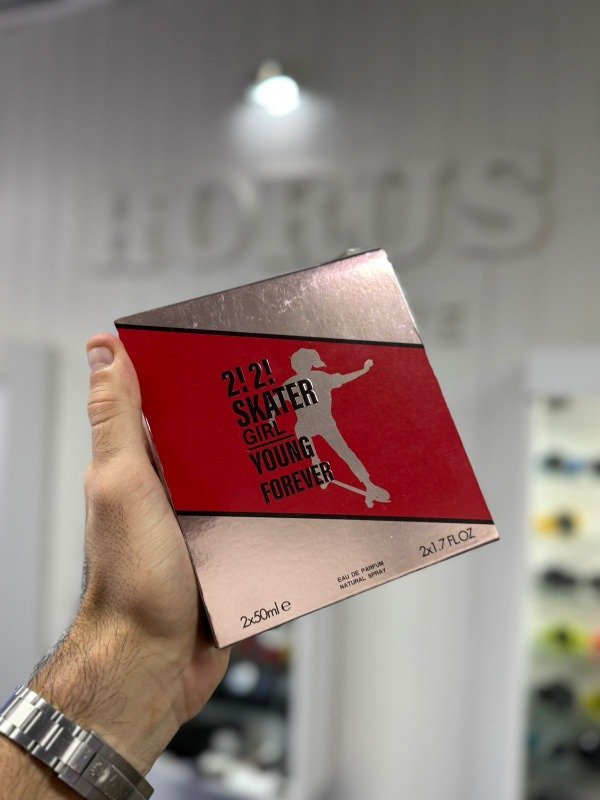 HORUS
2! 2!
SKATER
GIRL
YOUNG
FOREVER
EAU DE PARFUM
NATURAL SPRAY
2x1.7 FL OZ
2x50ml e